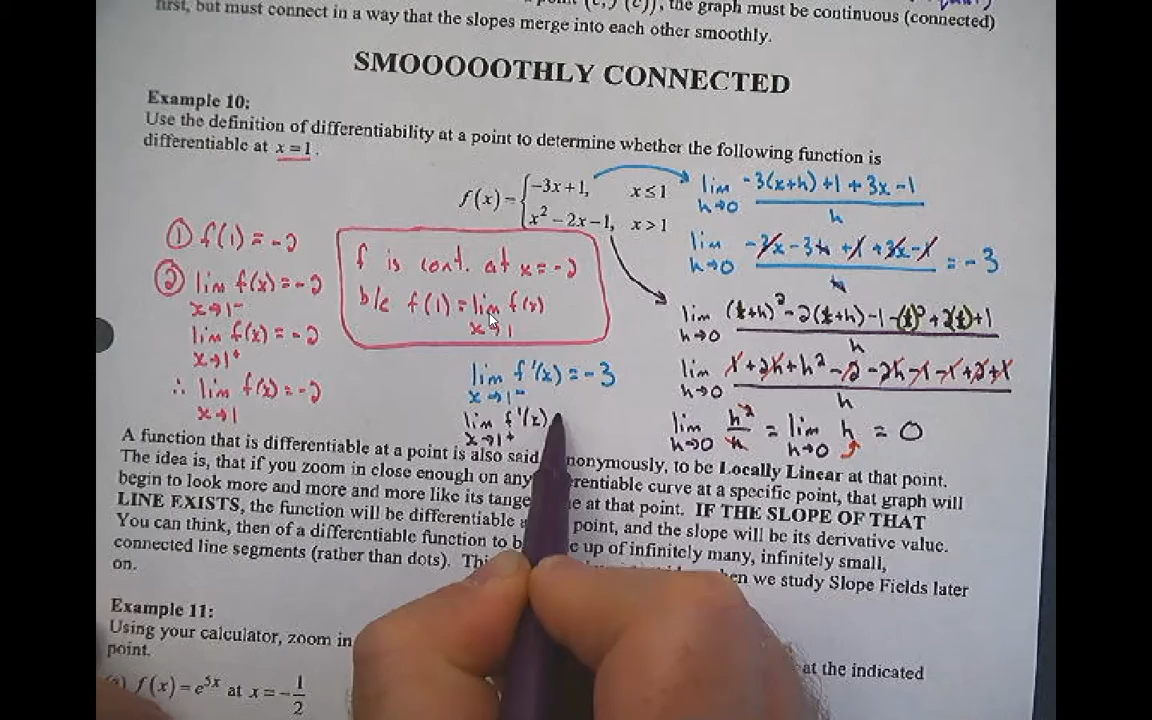 first, but must connect in a way that the slopes merge into each other smoothly.
the graph must be continuous (connected)
SMOOOOOTHLY CONNECTED
Example 10:
Use the definition of differentiability at a point to determine whether the following function is
differentiable at x = 1.
f(x) = { −3x + 1, x ≤ 1
x² − 2x − 1, x > 1
① f(1) = -2
② lim f(x) = -2
x→1⁻
lim f(x) = -2
x→1⁺
∴ lim f(x) = -2
x→1
f is cont. at x = -2
b/c f(1) = lim f(x)
x→1
lim f'(x) = -3
x→1⁻
lim f'(x)
x→1⁺
lim -3(x+h)+1+3x-1
h→0 h
lim -3x-3h+1+3x-1 = -3
h→0 h
lim (1+h)²-2(1+h)-1-(1)²+2(1)+1
h→0 h
lim 1+2h+h²-2-2h-1-1+2+1
h→0 h
lim h²/h = lim h = 0
h→0 h→0
A function that is differentiable at a point is also said, nonymously, to be Locally Linear at that point.
The idea is, that if you zoom in close enough on any erentiable curve at a specific point, that graph will
begin to look more and more and more like its tange e at that point. IF THE SLOPE OF THAT
LINE EXISTS, the function will be differentiable point, and the slope will be its derivative value.
You can think, then of a differentiable function to b e up of infinitely many, infinitely small,
connected line segments (rather than dots). Thi en we study Slope Fields later
on.
Example 11:
Using your calculator, zoom in at the indicated
point.
f(x) = e⁵ˣ at x = −1/2